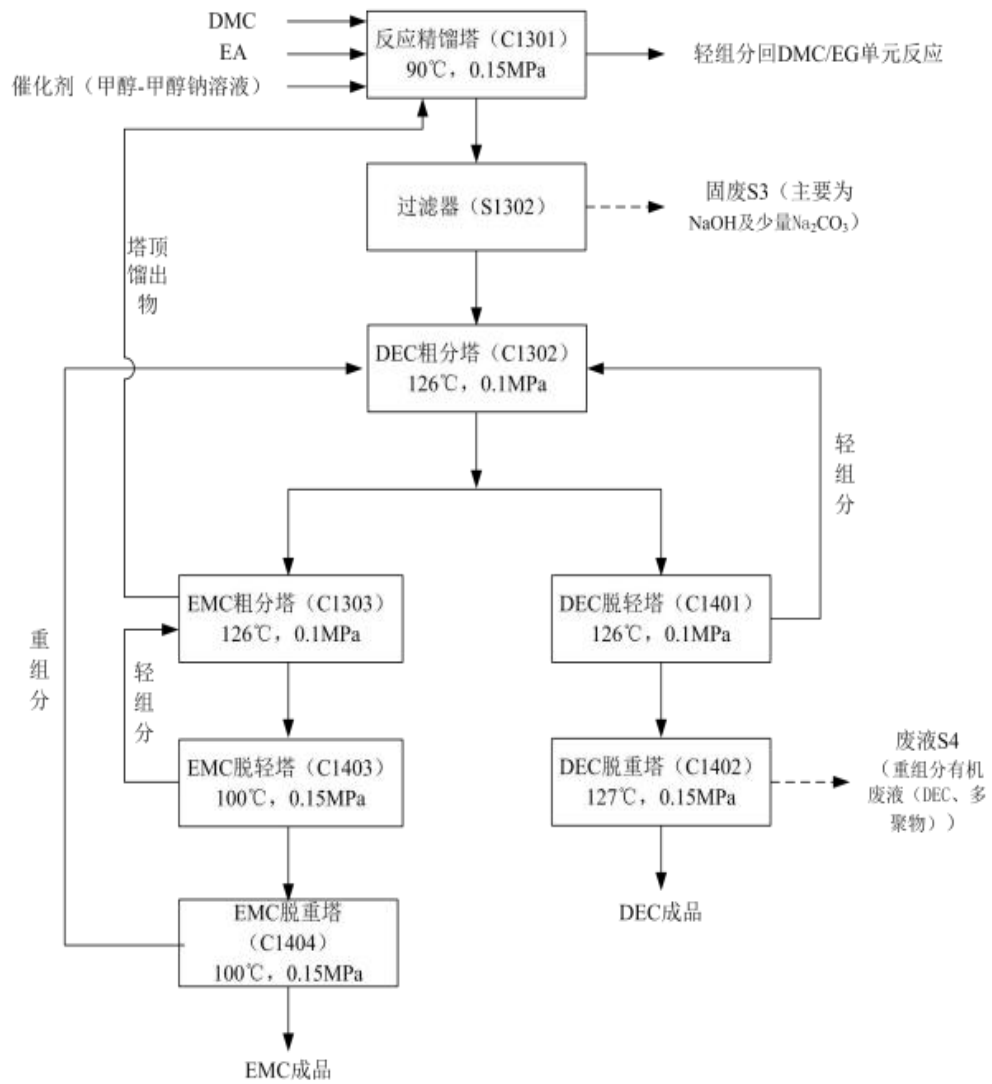 DMC
EA
催化剂（甲醇-甲醇钠溶液）
反应精馏塔（C1301）
90℃，0.15MPa
轻组分回DMC/EG单元反应
过滤器（S1302）
固废S3（主要为
NaOH及少量Na₂CO₃）
塔顶
馏出
物
DEC粗分塔（C1302）
126℃，0.1MPa
轻
组
分
EMC粗分塔（C1303）
126℃，0.1MPa
DEC脱轻塔（C1401）
126℃，0.1MPa
重
组
分
轻
组
分
EMC脱轻塔（C1403）
100℃，0.15MPa
DEC脱重塔（C1402）
127℃，0.15MPa
废液S4
（重组分有机
废液（DEC、多
聚物））
EMC脱重塔
（C1404）
100℃，0.15MPa
DEC成品
EMC成品